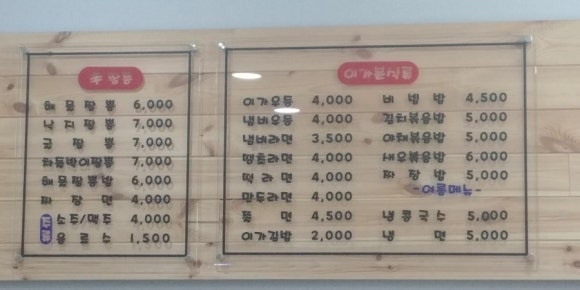 해물짬뽕 6,000
낙지짬뽕 7,000
굴짬뽕 7,000
차돌박이짬뽕 7,000
해물짬뽕밥 6,000
짜장면 4,000
소주/맥주 4,000
음료수 1,500
이가분식류
이가우동 4,000
냄비우동 4,000
냄비라면 3,500
짬뽕라면 4,000
떡라면 4,000
만두라면 4,000
쫄면 4,500
이가김밥 2,000
비빔밥 4,500
김치볶음밥 5,000
야채볶음밥 5,000
새우볶음밥 6,000
짜장밥 5,000
-여름메뉴-
냉콩국수 5,000
냉면 5,000